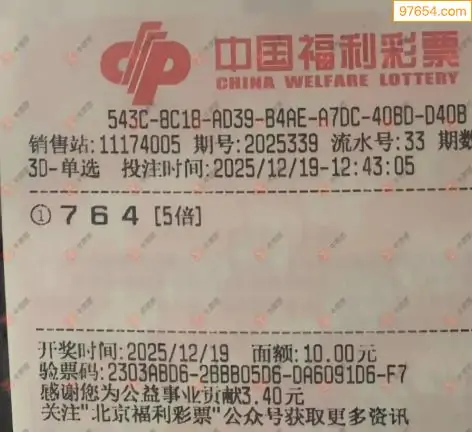 97654.com
中国福利彩票
CHINA WELFARE LOTTERY
543C-8C18-AD39-B4AE-A7DC-40BD-D40B
销售站:11174005 期号:2025339 流水号:33 期数
3D-单选 投注时间:2025/12/19-12:43:05
① 7 6 4 [5倍]
开奖时间:2025/12/19 面额:10.00元
验票码:2303ABD6-2BBB05D6-DA6091D6-F7
感谢您为公益事业贡献3.40元
关注"北京福利彩票"公众号获取更多资讯